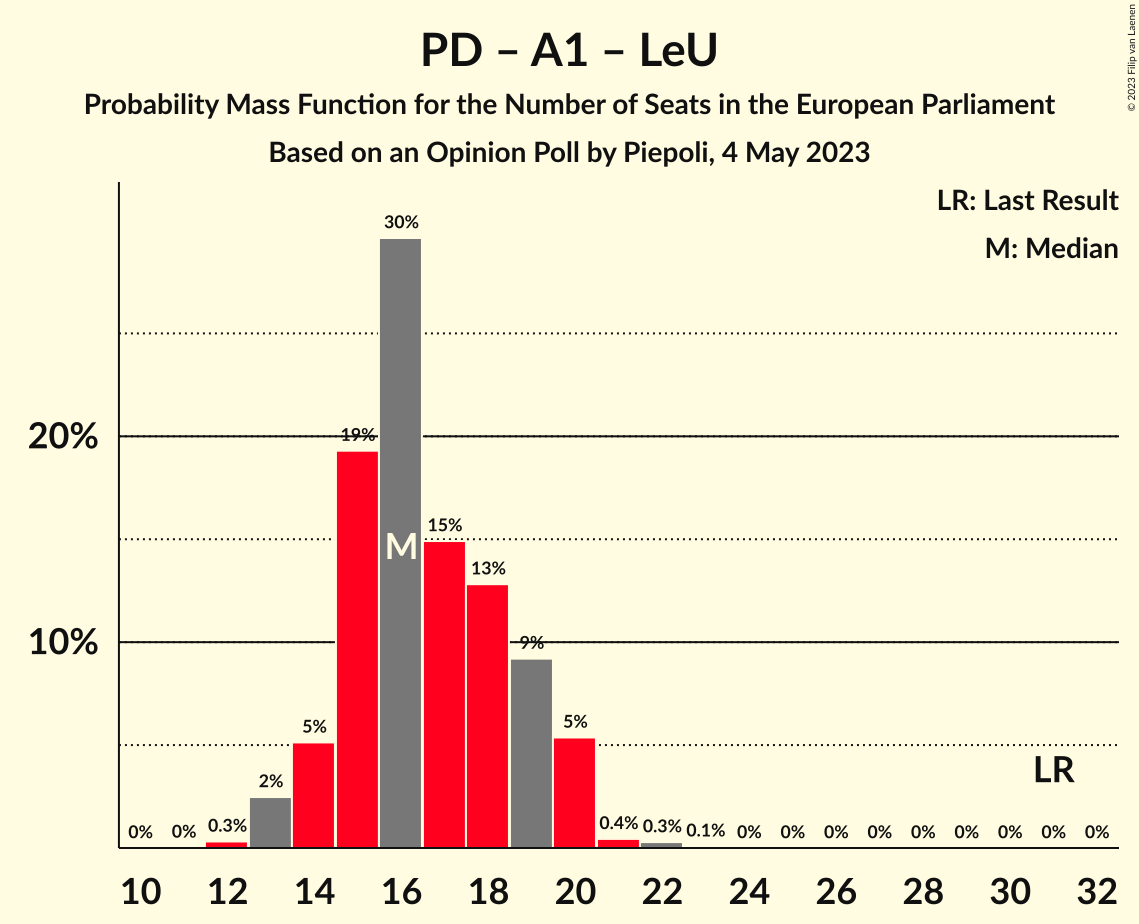 PD – A1 – LeU
Probability Mass Function for the Number of Seats in the European Parliament
Based on an Opinion Poll by Piepoli, 4 May 2023
© 2023 Filip van Laenen
LR: Last Result
M: Median
20%
10%
0%
0%
0.3%
2%
5%
19%
30%
15%
13%
9%
5%
0.4%
0.3%
0.1%
0%
0%
0%
0%
0%
0%
0%
0%
0%
M
LR
10 12 14 16 18 20 22 24 26 28 30 32